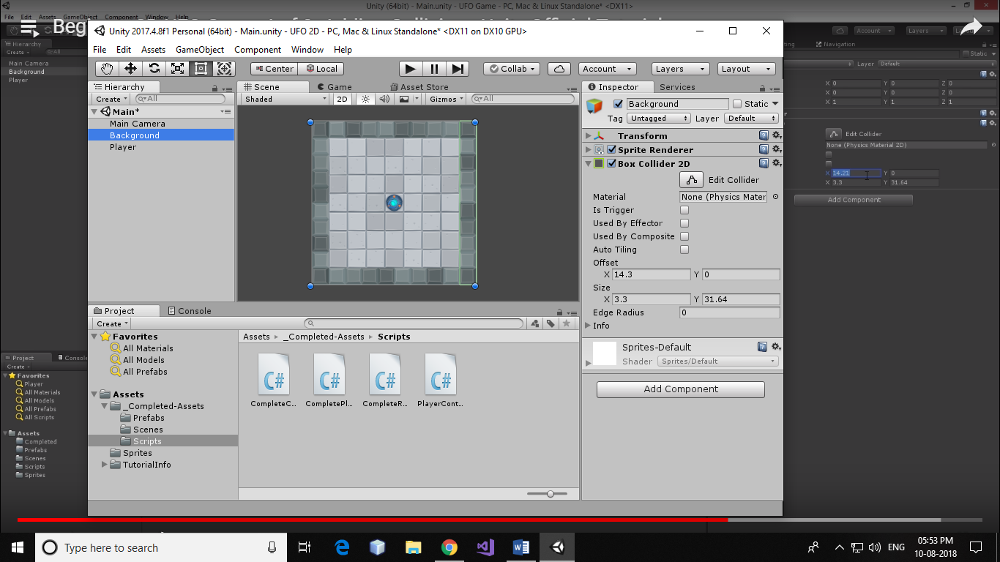 Unity (64bit) - Main.unity - UFO Game - PC, Mac & Linux Standalone* <DX11>
File Edit Assets GameObject Component Window Help
Beg
Account Layers
Hierarchy
Create All
Main Camera
Background
Player
Navigation
Static
Layer Default
X 0 Y 0 Z 0
X 0 Y 0 Z 0
X 1 Y 1 Z 1
Edit Collider
None (Physics Material 2D)
X 14.21 Y 0
X 3.3 Y 31.64
Add Component
Project Console
Create
Favorites
Player
All Materials
All Models
All Prefabs
All Scripts
Assets
Completed
Prefabs
Scenes
Scripts
Sprites
Unity 2017.4.8f1 Personal (64bit) - Main.unity - UFO 2D - PC, Mac & Linux Standalone* <DX11 on DX10 GPU>
File Edit Assets GameObject Component Window Help
Center Local Collab Account Layers Layout
Hierarchy
Create All
Main*
Main Camera
Background
Player
Scene Game Asset Store
Shaded 2D Gizmos All
Inspector Services
Background Static
Tag Untagged Layer Default
Transform
Sprite Renderer
Box Collider 2D
Edit Collider
Material None (Physics Mater
Is Trigger
Used By Effector
Used By Composite
Auto Tiling
Offset
X 14.3 Y 0
Size
X 3.3 Y 31.64
Edge Radius 0
Info
Sprites-Default
Shader Sprites/Default
Add Component
Project Console
Create
Favorites
All Materials
All Models
All Prefabs
Assets
_Completed-Assets
Prefabs
Scenes
Scripts
Sprites
TutorialInfo
Assets ▸ _Completed-Assets ▸ Scripts
C# C# C# C#
CompleteC... CompletePl... CompleteR... PlayerCont...
Type here to search
ENG
05:53 PM
10-08-2018